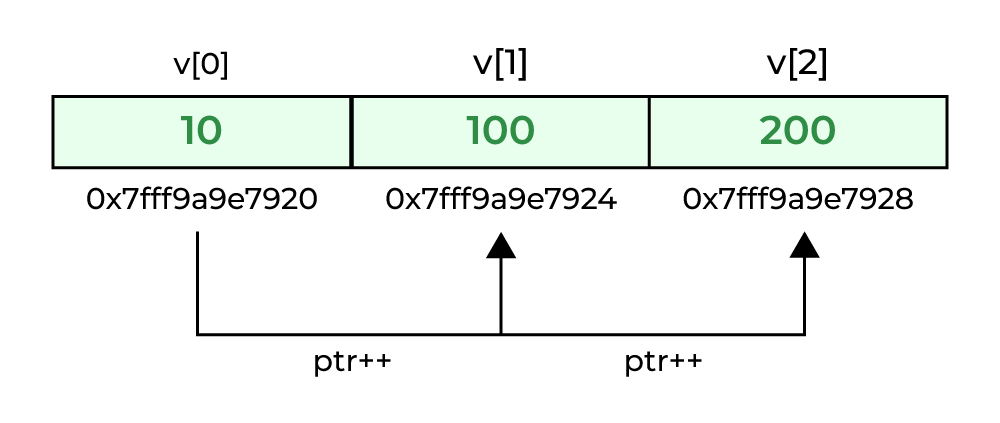 v[0] v[1] v[2]
10 100 200
0x7fff9a9e7920 0x7fff9a9e7924 0x7fff9a9e7928
ptr++ ptr++